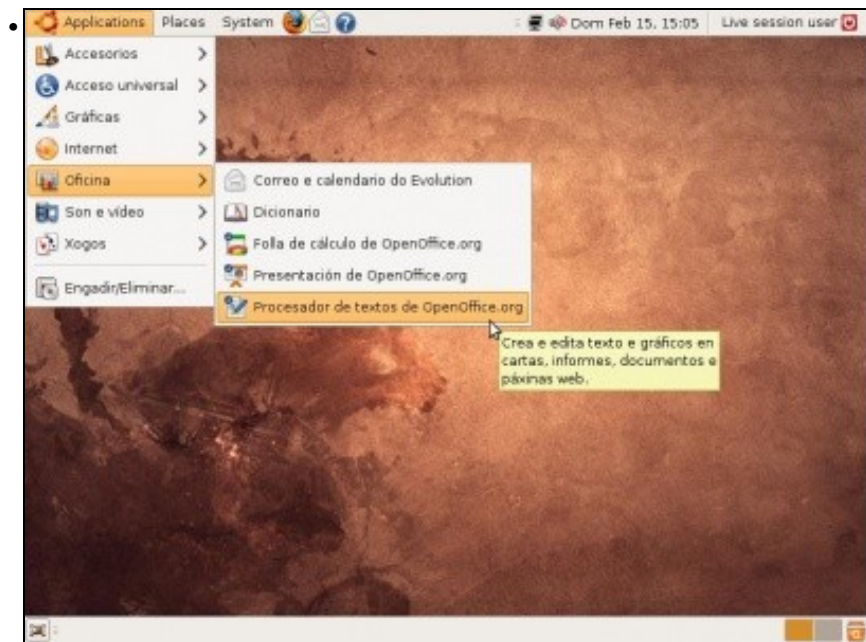 Applications Places System Dom Feb 15, 15:05 Live session user
Accesorios
Acceso universal
Gráficas
Internet
Oficina
Son e vídeo
Xogos
Engadir/Eliminar...
Correo e calendario do Evolution
Dicionario
Folla de cálculo de OpenOffice.org
Presentación de OpenOffice.org
Procesador de textos de OpenOffice.org
Crea e edita texto e gráficos en
cartas, informes, documentos e
páxinas web.